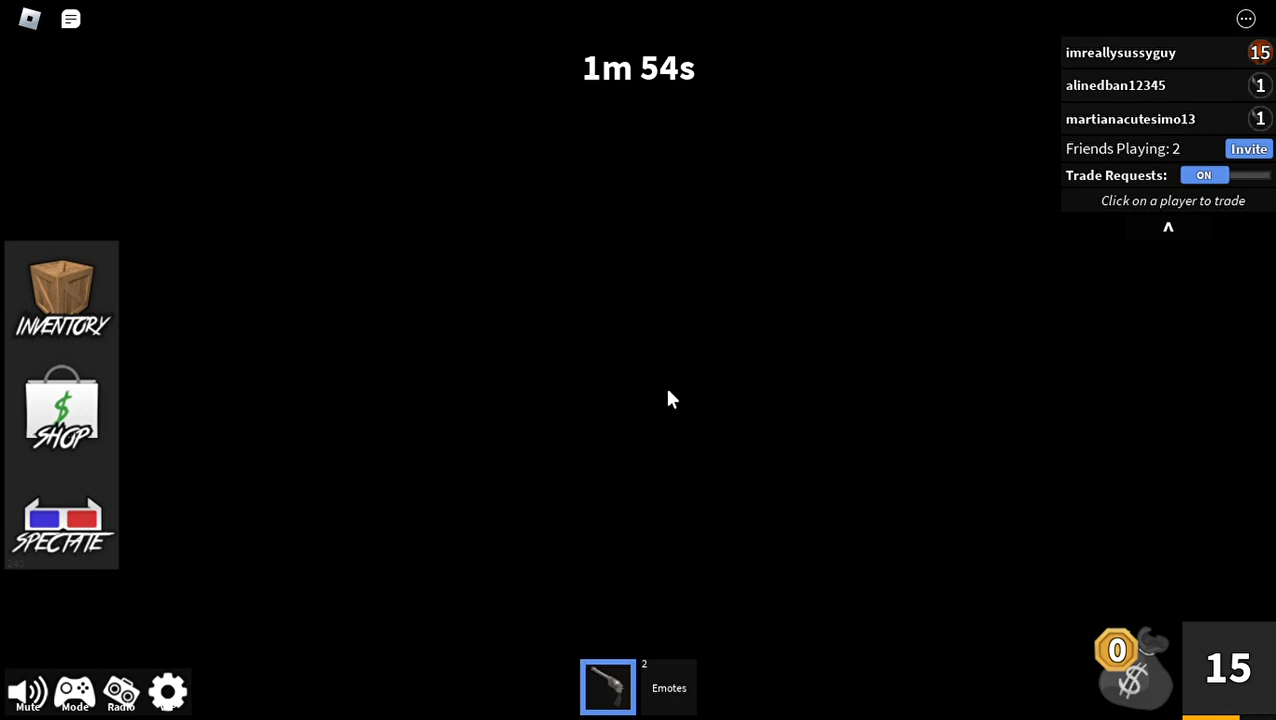 1m 54s
imreallysussyguy 15
alinedban12345 1
martianacutesimo13 1
Friends Playing: 2 Invite
Trade Requests: ON
Click on a player to trade
INVENTORY
$
SHOP
SPECTATE
240
Mute Mode Radio
2
Emotes
0
$
15